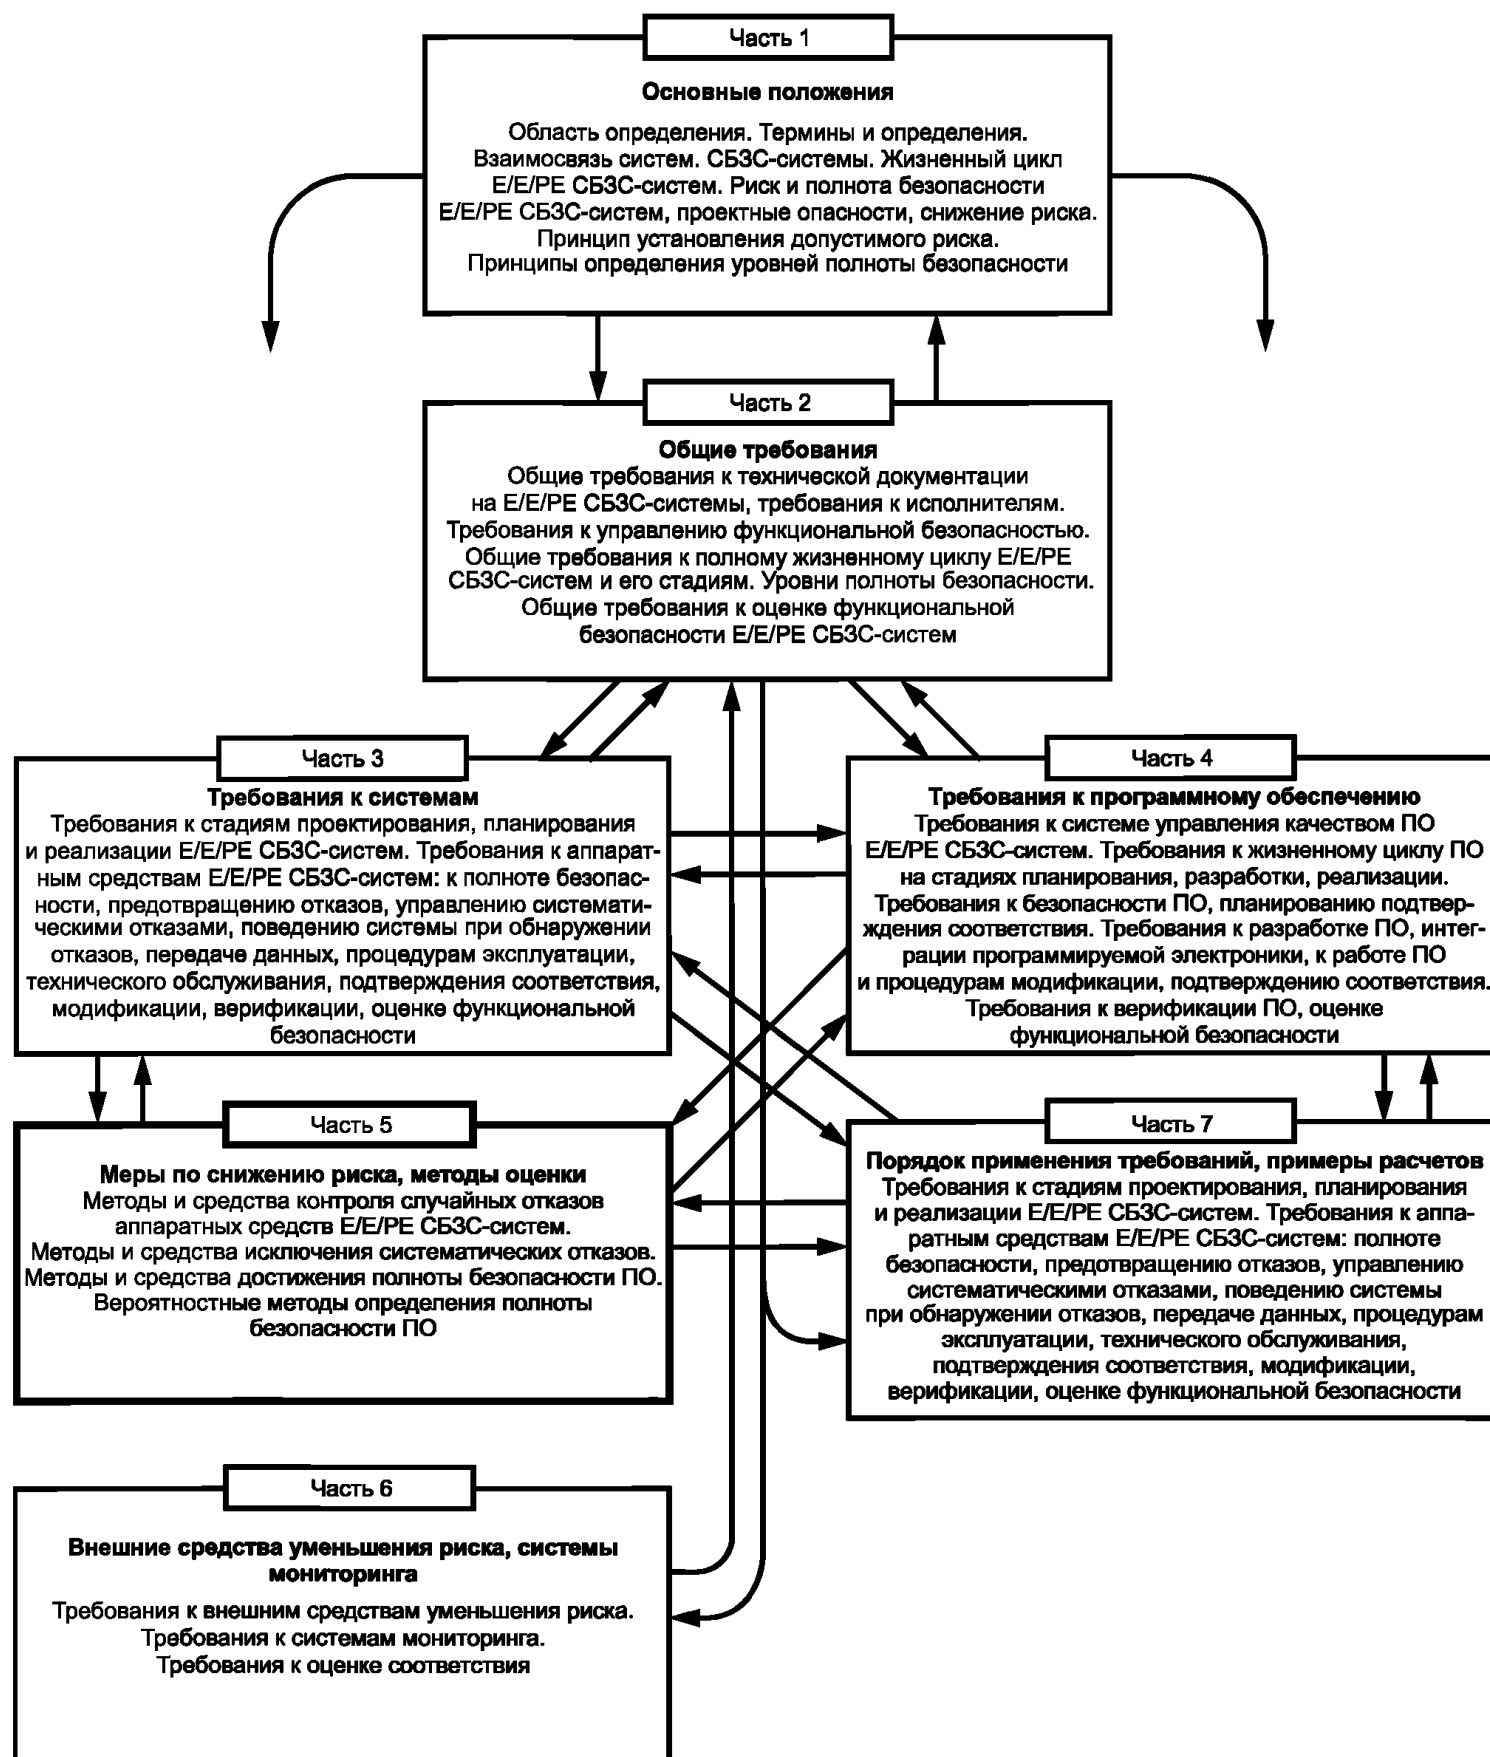 Часть 1
Основные положения
Область определения. Термины и определения.
Взаимосвязь систем. СБЗС-системы. Жизненный цикл
E/E/PE СБЗС-систем. Риск и полнота безопасности
E/E/PE СБЗС-систем, проектные опасности, снижение риска.
Принцип установления допустимого риска.
Принципы определения уровней полноты безопасности
Часть 2
Общие требования
Общие требования к технической документации
на E/E/PE СБЗС-системы, требования к исполнителям.
Требования к управлению функциональной безопасностью.
Общие требования к полному жизненному циклу E/E/PE
СБЗС-систем и его стадиям. Уровни полноты безопасности.
Общие требования к оценке функциональной
безопасности E/E/PE СБЗС-систем
Часть 3
Требования к системам
Требования к стадиям проектирования, планирования
и реализации E/E/PE СБЗС-систем. Требования к аппарат-
ным средствам E/E/PE СБЗС-систем: к полноте безопас-
ности, предотвращению отказов, управлению системати-
ческими отказами, поведению системы при обнаружении
отказов, передаче данных, процедурам эксплуатации,
технического обслуживания, подтверждения соответствия,
модификации, верификации, оценке функциональной
безопасности
Часть 4
Требования к программному обеспечению
Требования к системе управления качеством ПО
E/E/PE СБЗС-систем. Требования к жизненному циклу ПО
на стадиях планирования, разработки, реализации.
Требования к безопасности ПО, планированию подтвер-
ждения соответствия. Требования к разработке ПО, интег-
рации программируемой электроники, к работе ПО
и процедурам модификации, подтверждению соответствия.
Требования к верификации ПО, оценке
функциональной безопасности
Часть 5
Меры по снижению риска, методы оценки
Методы и средства контроля случайных отказов
аппаратных средств E/E/PE СБЗС-систем.
Методы и средства исключения систематических отказов.
Методы и средства достижения полноты безопасности ПО.
Вероятностные методы определения полноты
безопасности ПО
Часть 7
Порядок применения требований, примеры расчетов
Требования к стадиям проектирования, планирования
и реализации E/E/PE СБЗС-систем. Требования к аппа-
ратным средствам E/E/PE СБЗС-систем: полноте
безопасности, предотвращению отказов, управлению
систематическими отказами, поведению системы
при обнаружении отказов, передаче данных, процедурам
эксплуатации, технического обслуживания,
подтверждения соответствия, модификации,
верификации, оценке функциональной безопасности
Часть 6
Внешние средства уменьшения риска, системы
мониторинга
Требования к внешним средствам уменьшения риска.
Требования к системам мониторинга.
Требования к оценке соответствия